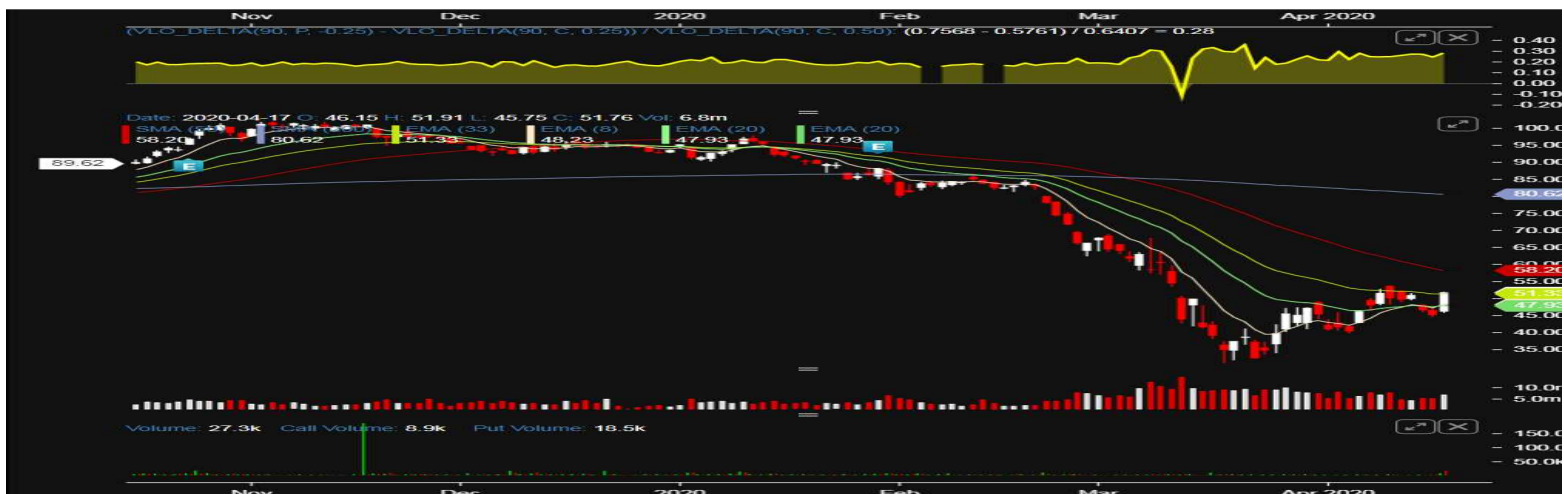 Nov Dec 2020 Feb Mar Apr 2020
(VLO_DELTA(90, P, -0.25) - VLO_DELTA(90, C, 0.25)) / VLO_DELTA(90, C, 0.50): (0.7568 - 0.5761) / 0.6407 = 0.28
0.40
0.30
0.20
0.10
0.00
-0.10
-0.20
Date: 2020-04-17 O: 46.15 H: 51.91 L: 45.75 C: 51.76 Vol: 6.8m
SMA EMA (33) EMA (8) EMA (20) EMA (20)
58.20 80.62 51.33 48.23 47.93 47.93
E
E
100.0
95.00
90.00
89.62
85.00
80.62
75.00
70.00
65.00
60.00
58.20
51.33
47.93
45.00
40.00
35.00
10.0
5.0m
Volume: 27.3k Call Volume: 8.9k Put Volume: 18.5k
150.0
100.0
50.0k
Nov Dec 2020 Feb Mar Apr 2020